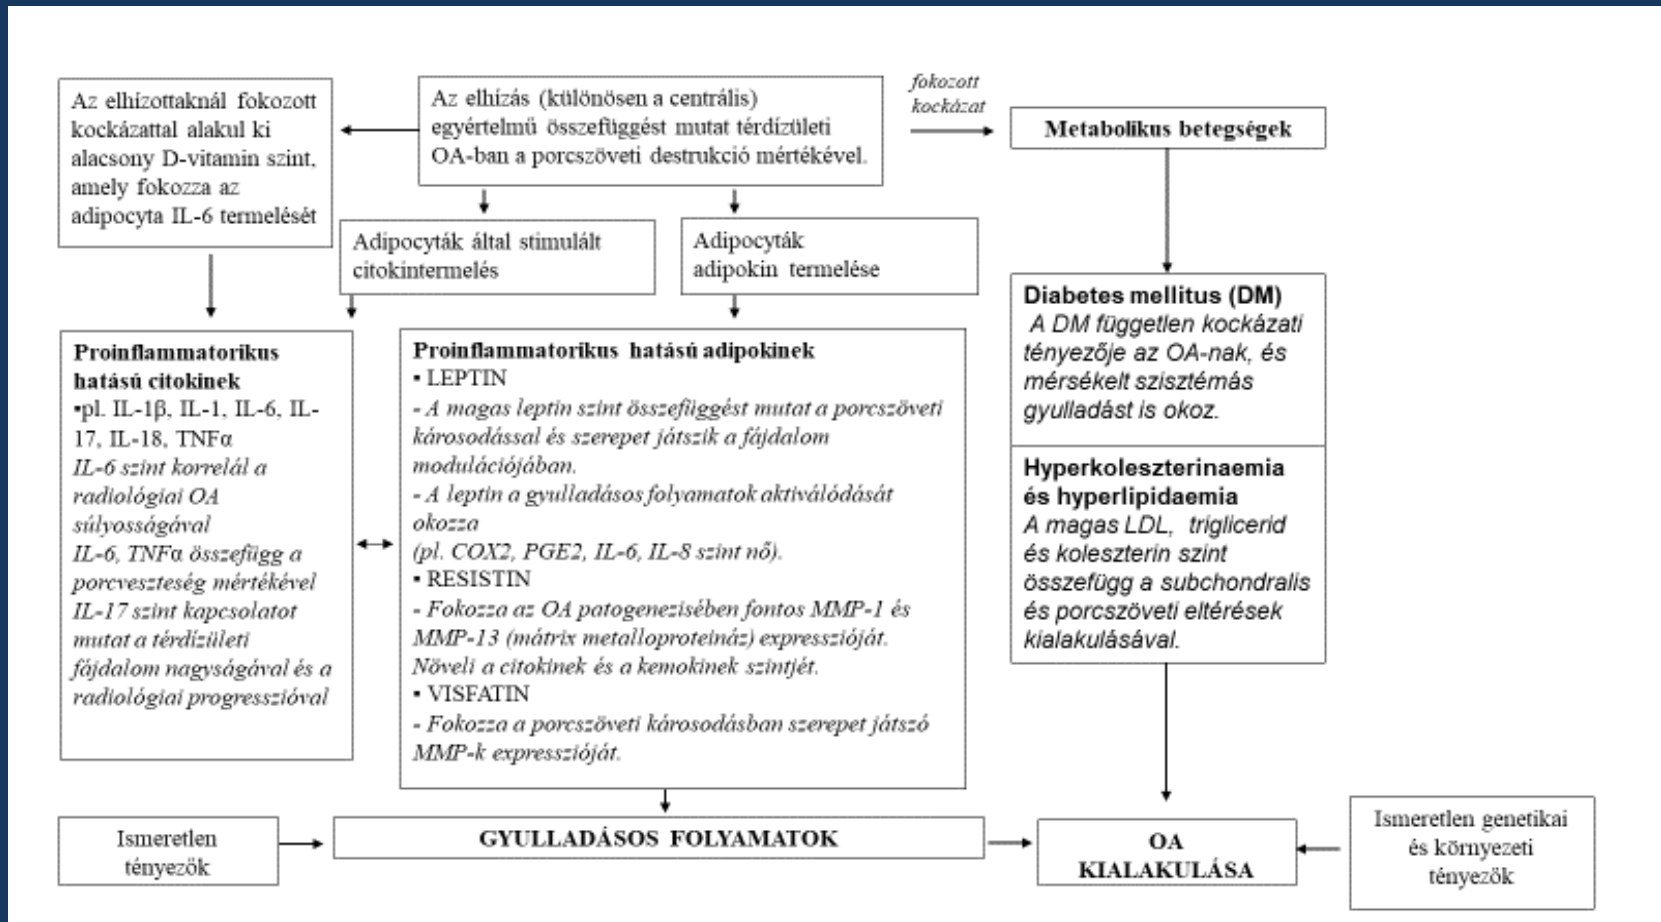 Az elhízottaknál fokozott
kockázattal alakul ki
alacsony D-vitamin szint,
amely fokozza az
adipocyta IL-6 termelését
Az elhízás (különösen a centrális)
egyértelmű összefüggést mutat térdízületi
OA-ban a porcszöveti destrukció mértékével.
fokozott
kockázat
Metabolikus betegségek
Adipocyták által stimulált
citokintermelés
Adipocyták
adipokin termelése
Proinflammatorikus
hatású citokinek
▪pl. IL-1β, IL-1, IL-6, IL-
17, IL-18, TNFα
IL-6 szint korrelál a
radiológiai OA
súlyosságával
IL-6, TNFα összefügg a
porcveszteség mértékével
IL-17 szint kapcsolatot
mutat a térdízületi
fájdalom nagyságával és a
radiológiai progresszióval
Proinflammatorikus hatású adipokinek
▪ LEPTIN
- A magas leptin szint összefüggést mutat a porcszöveti
károsodással és szerepet játszik a fájdalom
modulációjában.
- A leptin a gyulladásos folyamatok aktiválódását
okozza
(pl. COX2, PGE2, IL-6, IL-8 szint nő).
▪ RESISTIN
- Fokozza az OA patogenezisében fontos MMP-1 és
MMP-13 (mátrix metalloproteináz) expresszióját.
Növeli a citokinek és a kemokinek szintjét.
▪ VISFATIN
- Fokozza a porcszöveti károsodásban szerepet játszó
MMP-k expresszióját.
Diabetes mellitus (DM)
A DM független kockázati
tényezője az OA-nak, és
mérsékelt szisztémás
gyulladást is okoz.
Hyperkoleszterinaemia
és hyperlipidaemia
A magas LDL, triglicerid
és koleszterin szint
összefügg a subchondralis
és porcszöveti eltérések
kialakulásával.
Ismeretlen
tényezők
GYULLADÁSOS FOLYAMATOK
OA
KIALAKULÁSA
Ismeretlen genetikai
és környezeti
tényezők